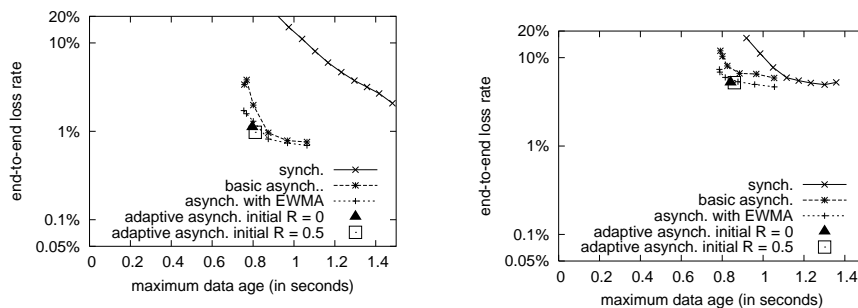 20%
10%
1%
0.1%
0.05%
end-to-end loss rate
synch.
basic asynch..
asynch. with EWMA
adaptive asynch. initial R = 0
adaptive asynch. initial R = 0.5
0 0.2 0.4 0.6 0.8 1 1.2 1.4
maximum data age (in seconds)
20%
10%
1%
0.1%
0.05%
end-to-end loss rate
synch.
basic asynch.
asynch. with EWMA
adaptive asynch. initial R = 0
adaptive asynch. initial R = 0.5
0 0.2 0.4 0.6 0.8 1 1.2 1.4
maximum data age (in seconds)